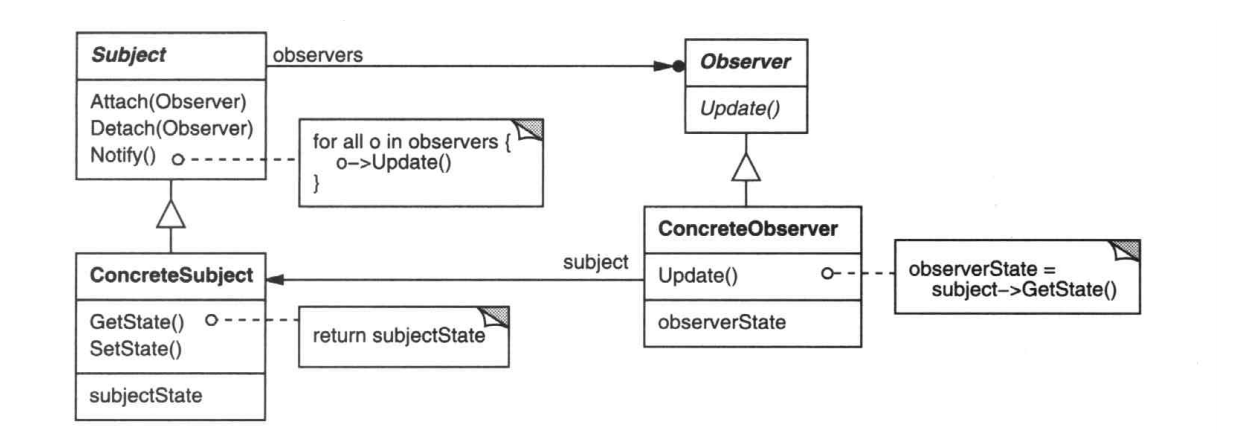 Subject
observers
Observer
Attach(Observer)
Detach(Observer)
Notify()
for all o in observers {
o–>Update()
}
Update()
ConcreteSubject
GetState()
SetState()
subjectState
return subjectState
subject
ConcreteObserver
Update()
observerState
observerState =
subject–>GetState()